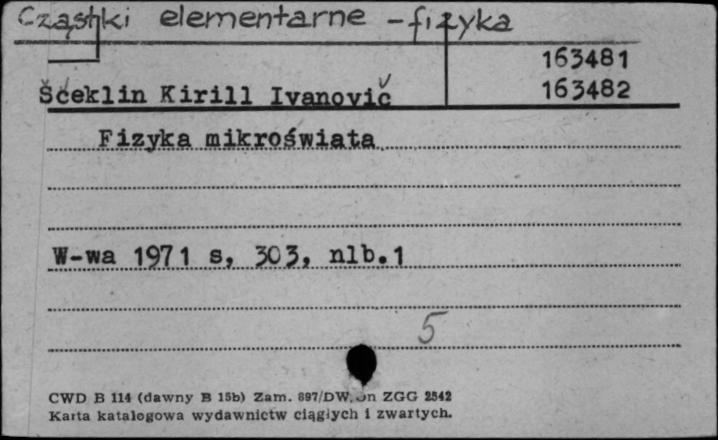 Cząstki elementarne - fizyka
163481
Ščeklin Kirill Ivanovič 163482
Fizyka mikroświata
W-wa 1971 s, 303, nlb.1
5
CWD B 114 (dawny B 15b) Zam. 897/DW. ZGG 2542
Karta katalogowa wydawnictw ciągłych i zwartych.